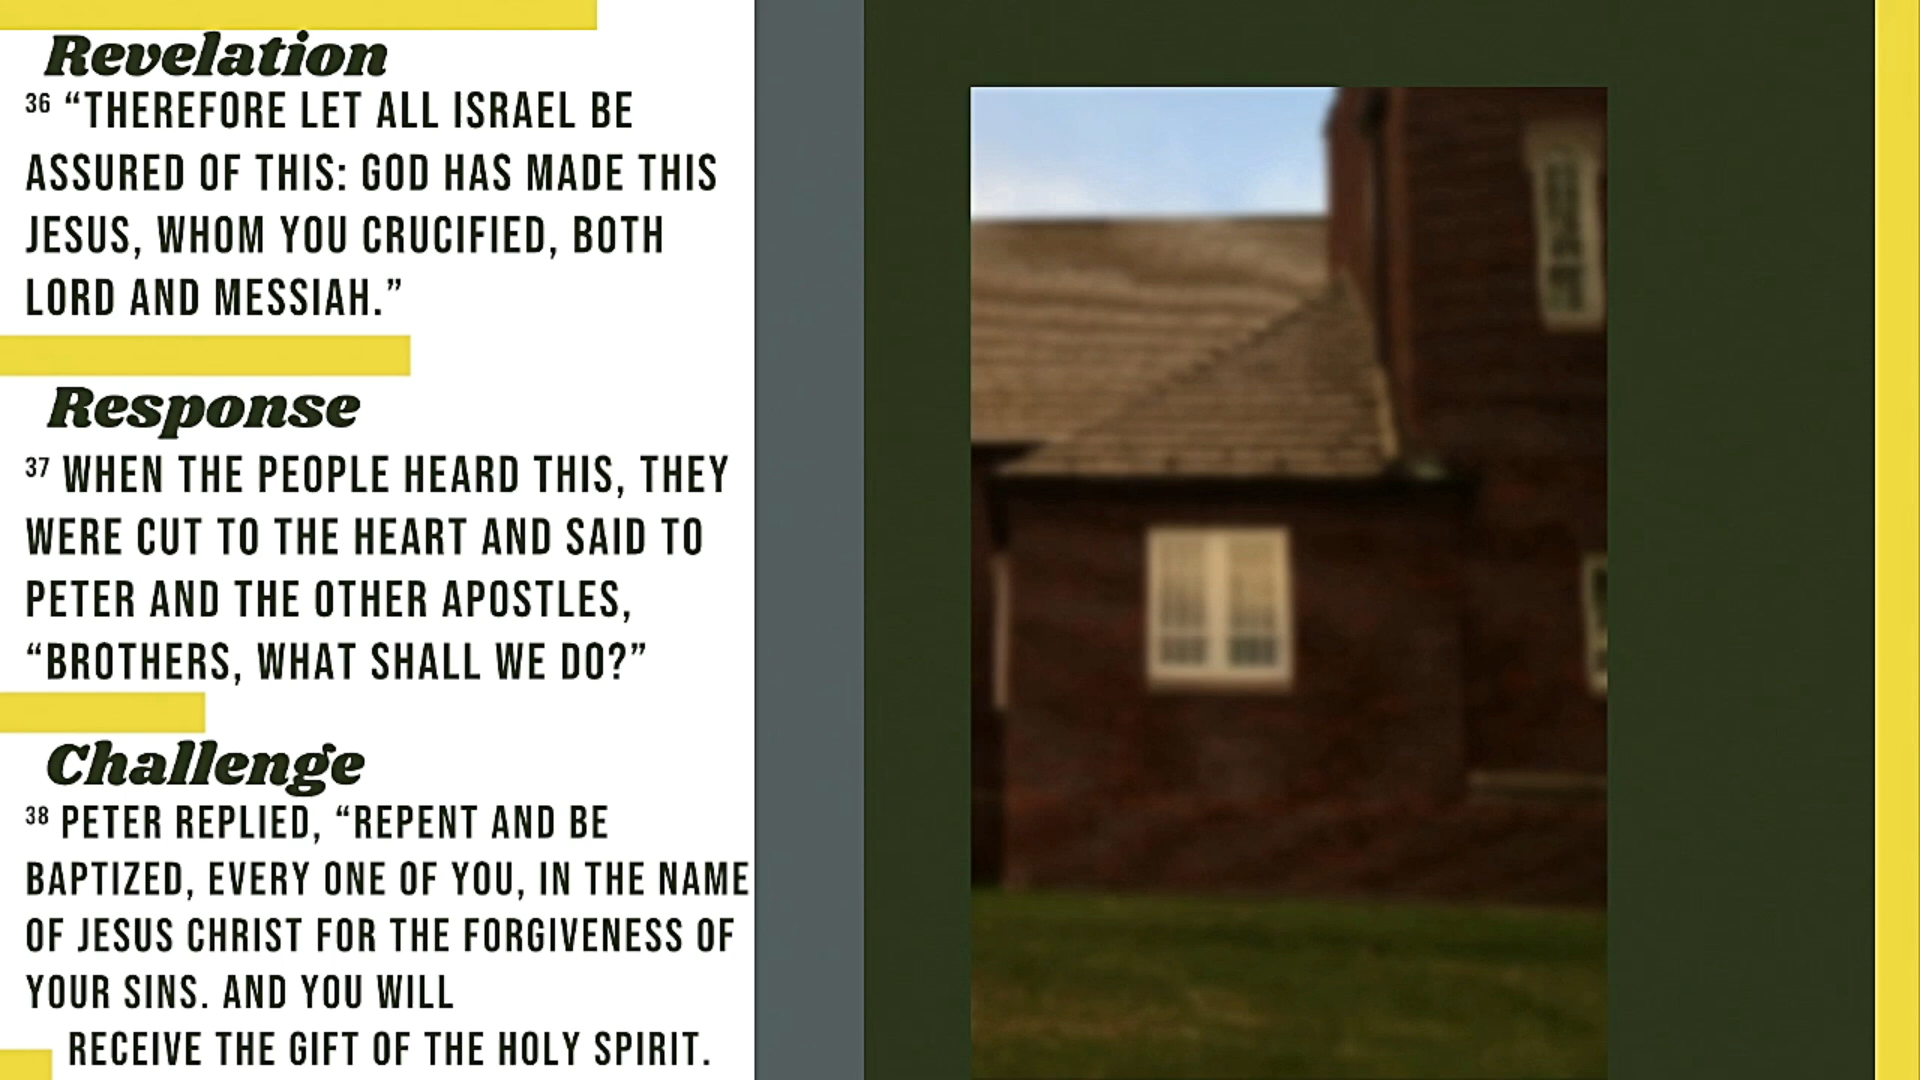 Revelation
36 “THEREFORE LET ALL ISRAEL BE
ASSURED OF THIS: GOD HAS MADE THIS
JESUS, WHOM YOU CRUCIFIED, BOTH
LORD AND MESSIAH.”
Response
37 WHEN THE PEOPLE HEARD THIS, THEY
WERE CUT TO THE HEART AND SAID TO
PETER AND THE OTHER APOSTLES,
“BROTHERS, WHAT SHALL WE DO?”
Challenge
38 PETER REPLIED, “REPENT AND BE
BAPTIZED, EVERY ONE OF YOU, IN THE NAME
OF JESUS CHRIST FOR THE FORGIVENESS OF
YOUR SINS. AND YOU WILL
RECEIVE THE GIFT OF THE HOLY SPIRIT.